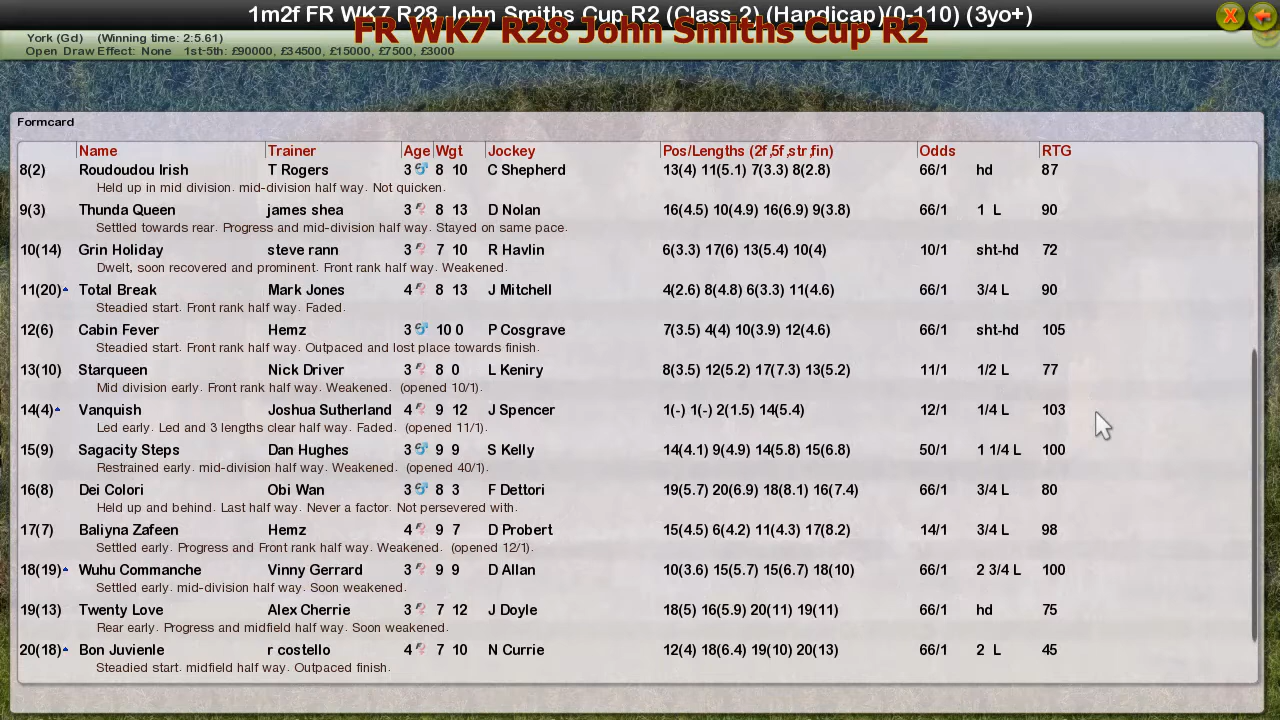 1m2f FR WK7 R28 John Smiths Cup R2 (Class 2) (Handicap)(0-110) (3yo+)
FR WK7 R28 John Smiths Cup R2
York (Gd) (Winning time: 2:5.61)
Open Draw Effect: None 1st-5th: £90000, £34500, £15000, £7500, £3000
Formcard
Name Trainer Age Wgt Jockey Pos/Lengths (2f,5f,str,fin) Odds RTG
8(2) Roudoudou Irish T Rogers 3 8 10 C Shepherd 13(4) 11(5.1) 7(3.3) 8(2.8) 66/1 hd 87
Held up in mid division. mid-division half way. Not quicken.
9(3) Thunda Queen james shea 3 8 13 D Nolan 16(4.5) 10(4.9) 16(6.9) 9(3.8) 66/1 1 L 90
Settled towards rear. Progress and mid-division half way. Stayed on same pace.
10(14) Grin Holiday steve rann 3 7 10 R Havlin 6(3.3) 17(6) 13(5.4) 10(4) 10/1 sht-hd 72
Dwelt, soon recovered and prominent. Front rank half way. Weakened.
11(20) Total Break Mark Jones 4 8 13 J Mitchell 4(2.6) 8(4.8) 6(3.3) 11(4.6) 66/1 3/4 L 90
Steadied start. Front rank half way. Faded.
12(6) Cabin Fever Hemz 3 10 0 P Cosgrave 7(3.5) 4(4) 10(3.9) 12(4.6) 66/1 sht-hd 105
Steadied start. Front rank half way. Outpaced and lost place towards finish.
13(10) Starqueen Nick Driver 3 8 0 L Keniry 8(3.5) 12(5.2) 17(7.3) 13(5.2) 11/1 1/2 L 77
Mid division early. Front rank half way. Weakened. (opened 10/1).
14(4) Vanquish Joshua Sutherland 4 9 12 J Spencer 1(-) 1(-) 2(1.5) 14(5.4) 12/1 1/4 L 103
Led early. Led and 3 lengths clear half way. Faded. (opened 11/1).
15(9) Sagacity Steps Dan Hughes 3 9 9 S Kelly 14(4.1) 9(4.9) 14(5.8) 15(6.8) 50/1 1 1/4 L 100
Restrained early. mid-division half way. Weakened. (opened 40/1).
16(8) Dei Colori Obi Wan 3 8 3 F Dettori 19(5.7) 20(6.9) 18(8.1) 16(7.4) 66/1 3/4 L 80
Held up and behind. Last half way. Never a factor. Not persevered with.
17(7) Baliyna Zafeen Hemz 4 9 7 D Probert 15(4.5) 6(4.2) 11(4.3) 17(8.2) 14/1 3/4 L 98
Settled early. Progress and Front rank half way. Weakened. (opened 12/1).
18(19) Wuhu Commanche Vinny Gerrard 3 9 9 D Allan 10(3.6) 15(5.7) 15(6.7) 18(10) 66/1 2 3/4 L 100
Settled early. mid-division half way. Soon weakened.
19(13) Twenty Love Alex Cherrie 3 7 12 J Doyle 18(5) 16(5.9) 20(11) 19(11) 66/1 hd 75
Rear early. Progress and midfield half way. Soon weakened.
20(18) Bon Juvienle r costello 4 7 10 N Currie 12(4) 18(6.4) 19(10) 20(13) 66/1 2 L 45
Steadied start. midfield half way. Outpaced finish.